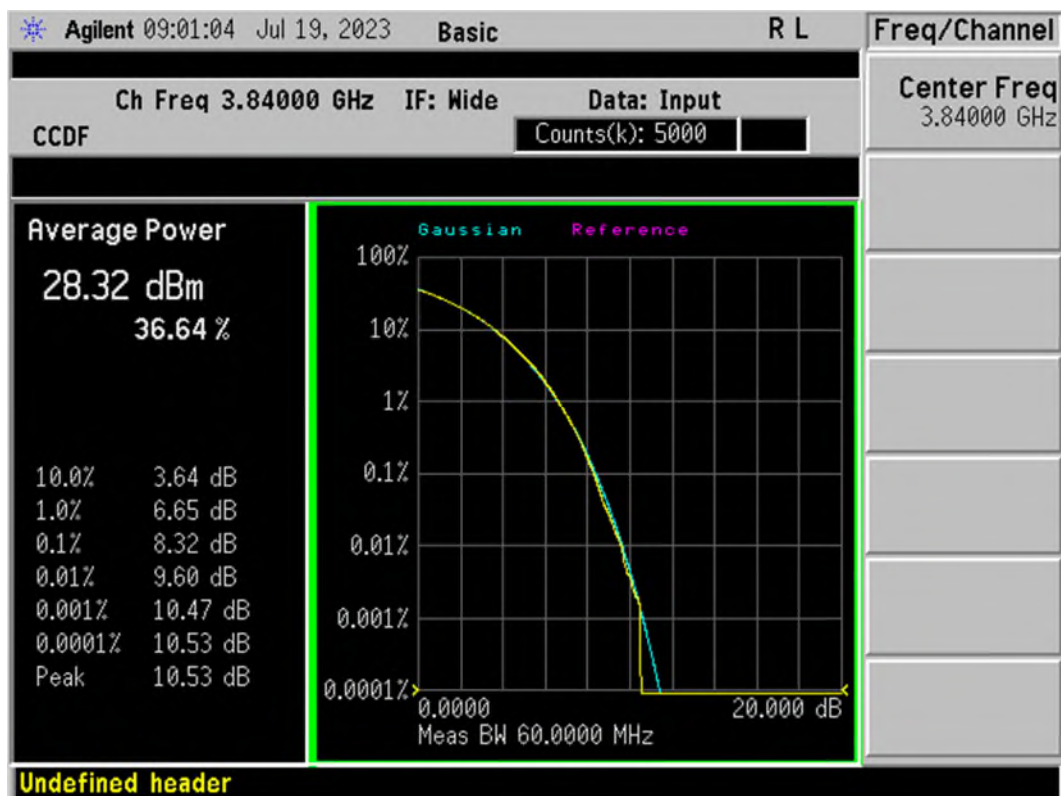 Agilent 09:01:04 Jul 19, 2023 Basic R L
Freq/Channel
Ch Freq 3.84000 GHz IF: Wide Data: Input
CCDF
Counts(k): 5000
Center Freq
3.84000 GHz
Average Power
28.32 dBm
36.64 %
10.0% 3.64 dB
1.0% 6.65 dB
0.1% 8.32 dB
0.01% 9.60 dB
0.001% 10.47 dB
0.0001% 10.53 dB
Peak 10.53 dB
Gaussian Reference
100%
10%
1%
0.1%
0.01%
0.001%
0.0001%
0.0000 20.000 dB
Meas BW 60.0000 MHz
Undefined header